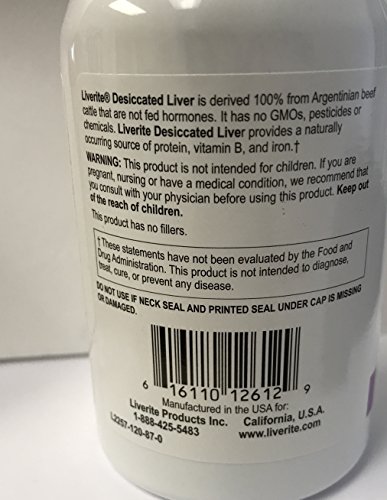 Liverite® Desiccated Liver is derived 100% from Argentinian beef
cattle that are not fed hormones. It has no GMOs, pesticides or
chemicals. Liverite Desiccated Liver provides a naturally
occurring source of protein, vitamin B, and iron.†
WARNING: This product is not intended for children. If you are
pregnant, nursing or have a medical condition, we recommend that
you consult with your physician before using this product. Keep out
of the reach of children.
This product has no fillers.
† These statements have not been evaluated by the Food and
Drug Administration. This product is not intended to diagnose,
treat, cure, or prevent any disease.
DO NOT USE IF NECK SEAL AND PRINTED SEAL UNDER CAP IS MISSING
OR DAMAGED.
6 16110 12612 9
Manufactured in the USA for:
Liverite Products Inc. California, U.S.A.
1-888-425-5483 www.liverite.com
L2257-120-87-0